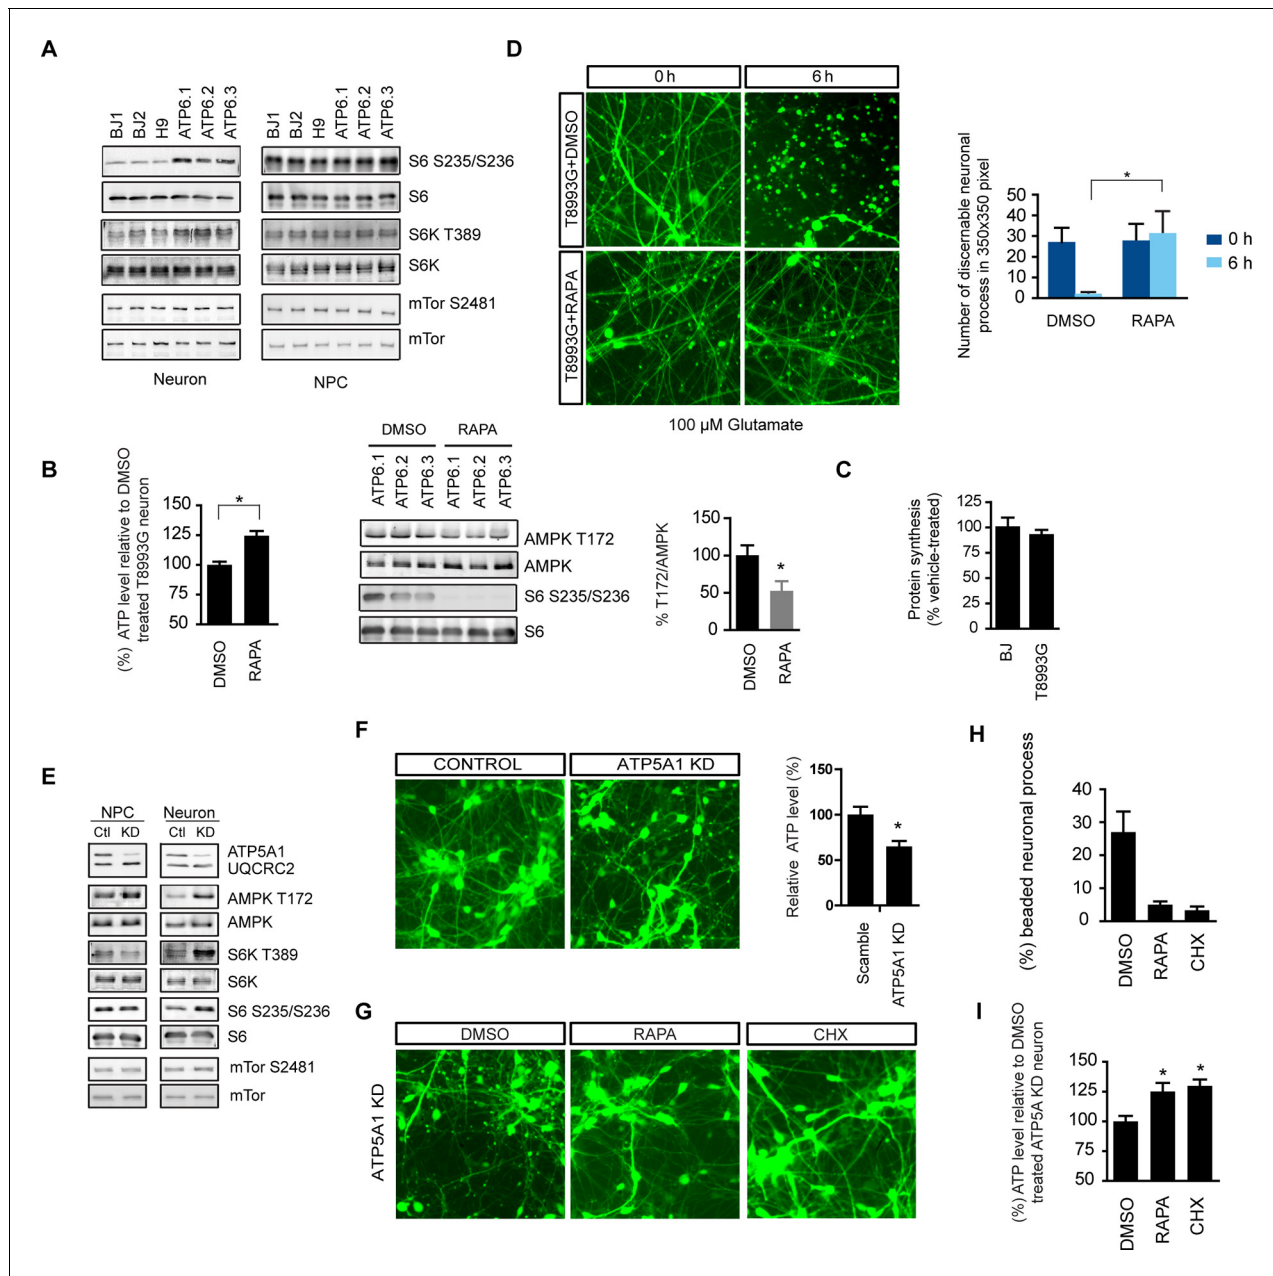 A
BJ1
BJ2
H9
ATP6.1
ATP6.2
ATP6.3
BJ1
BJ2
H9
ATP6.1
ATP6.2
ATP6.3
S6 S235/S236
S6
S6K T389
S6K
mTor S2481
mTor
Neuron
NPC
D
0 h
6 h
T8993G+DMSO
T8993G+RAPA
100 µM Glutamate
Number of discernable neuronal
process in 350x350 pixel
50
40
30
20
10
0
*
DMSO
RAPA
0 h
6 h
B
(%) ATP level relative to DMSO
treated T8993G neuron
150
125
100
75
50
*
DMSO
RAPA
DMSO
RAPA
ATP6.1
ATP6.2
ATP6.3
ATP6.1
ATP6.2
ATP6.3
AMPK T172
AMPK
S6 S235/S236
S6
% T172/AMPK
150
100
50
0
*
DMSO
RAPA
C
Protein synthesis
(% vehicle-treated)
125
100
75
50
25
0
BJ
T8993G
E
NPC
Neuron
Ctl
KD
Ctl
KD
ATP5A1
UQCRC2
AMPK T172
AMPK
S6K T389
S6K
S6 S235/S236
S6
mTor S2481
mTor
F
CONTROL
ATP5A1 KD
Relative ATP level (%)
150
100
50
0
*
Scamble
ATP5A1 KD
G
DMSO
RAPA
CHX
ATP5A1 KD
H
(%) beaded neuronal process
40
30
20
10
0
DMSO
RAPA
CHX
I
(%) ATP level relative to DMSO
treated ATP5A KD neuron
150
125
100
75
50
*
*
DMSO
RAPA
CHX